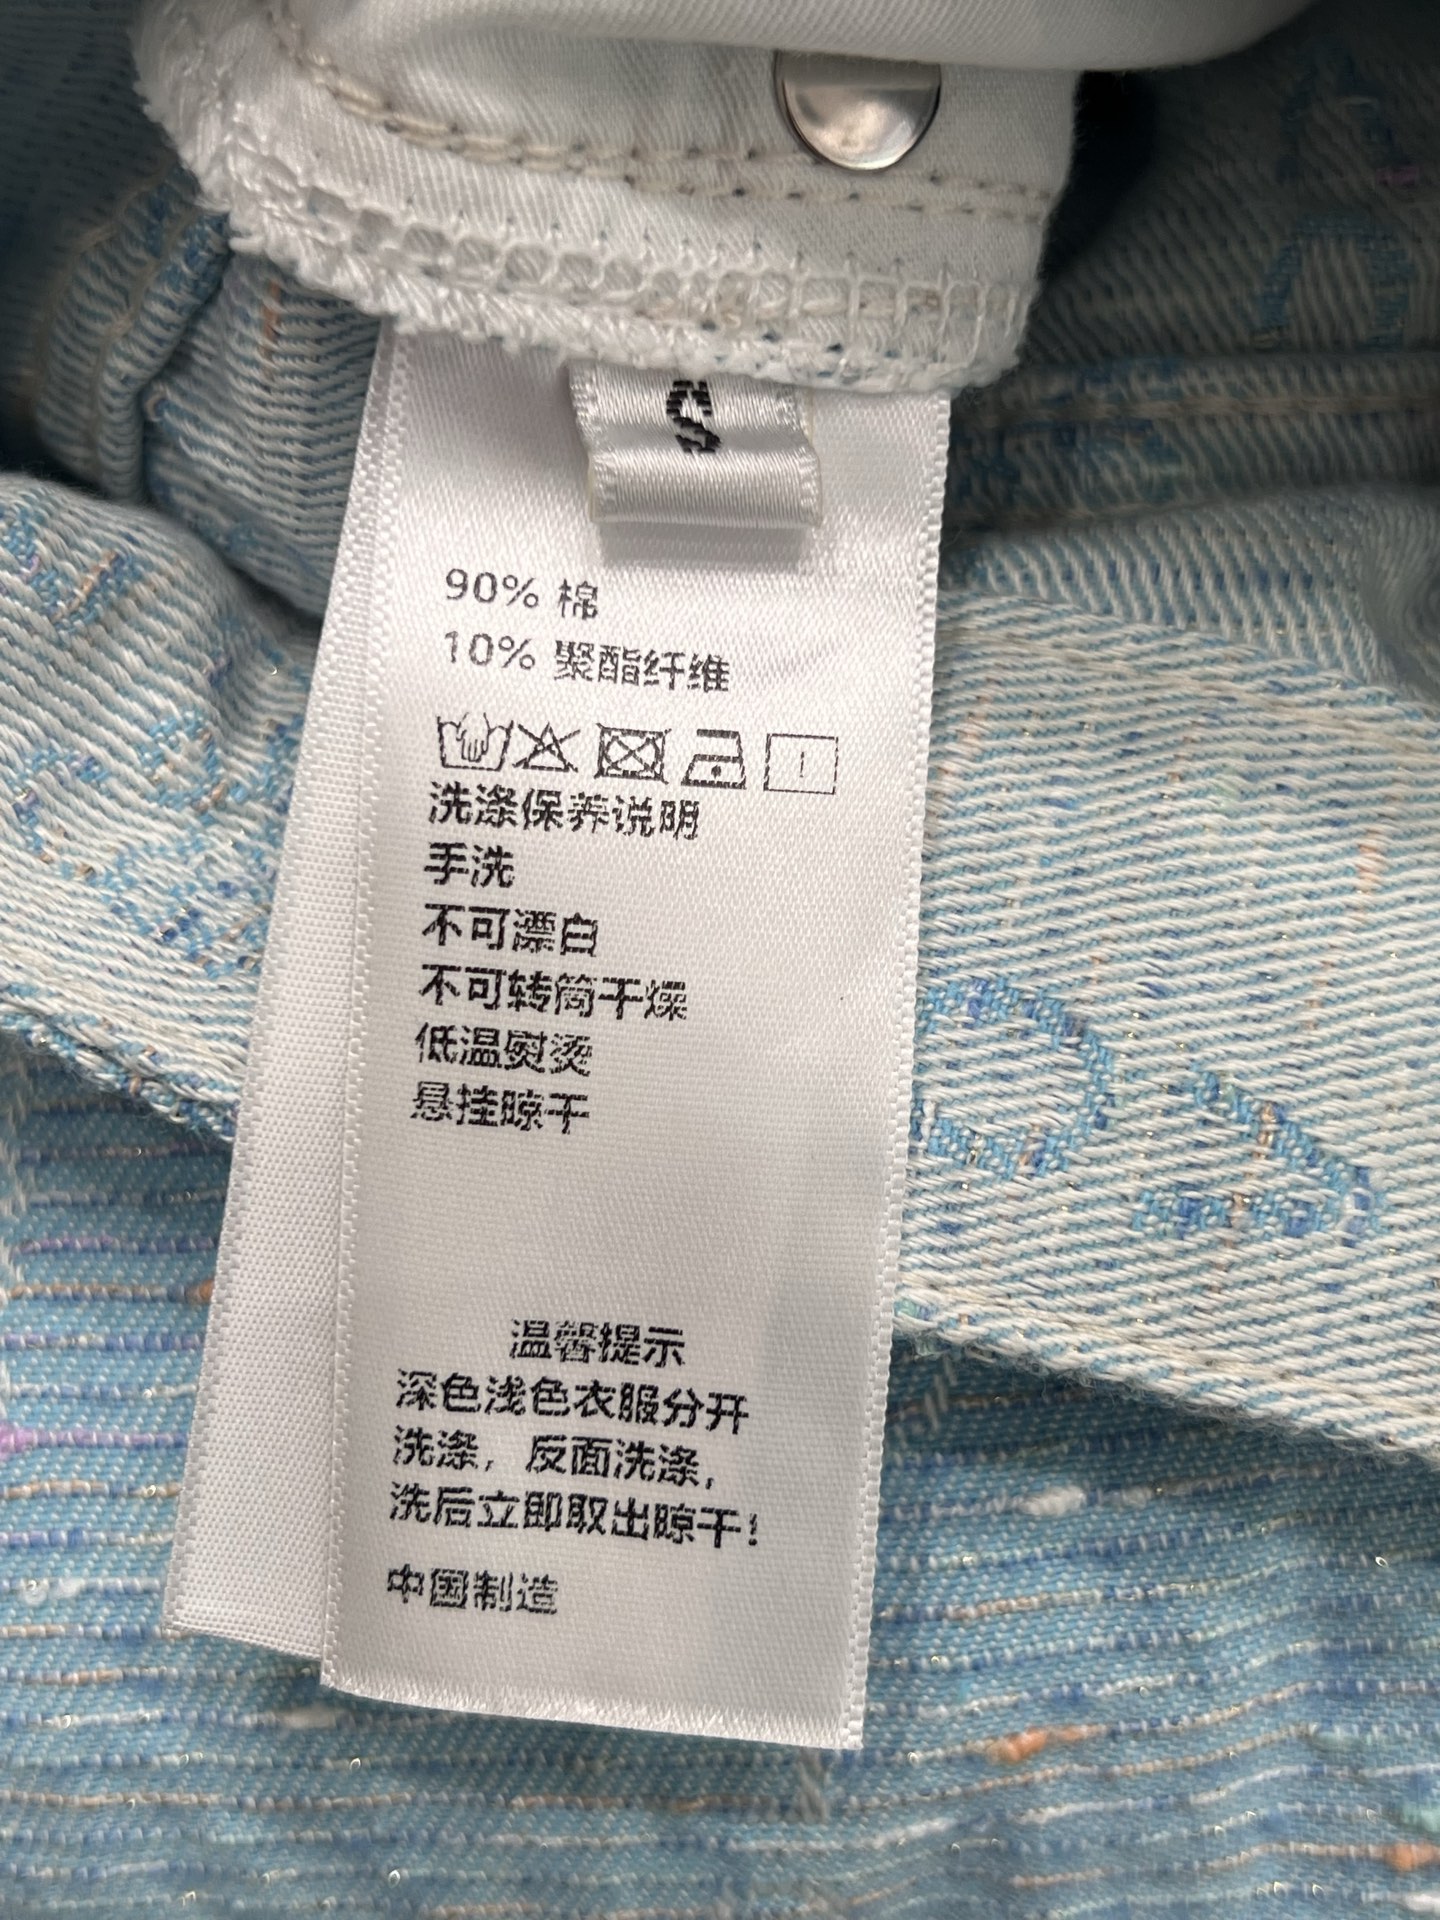 S
90% 棉
10% 聚酯纤维
洗涤保养说明
手洗
不可漂白
不可转筒干燥
低温熨烫
悬挂晾干
温馨提示
深色浅色衣服分开
洗涤，反面洗涤，
洗后立即取出晾干！
中国制造